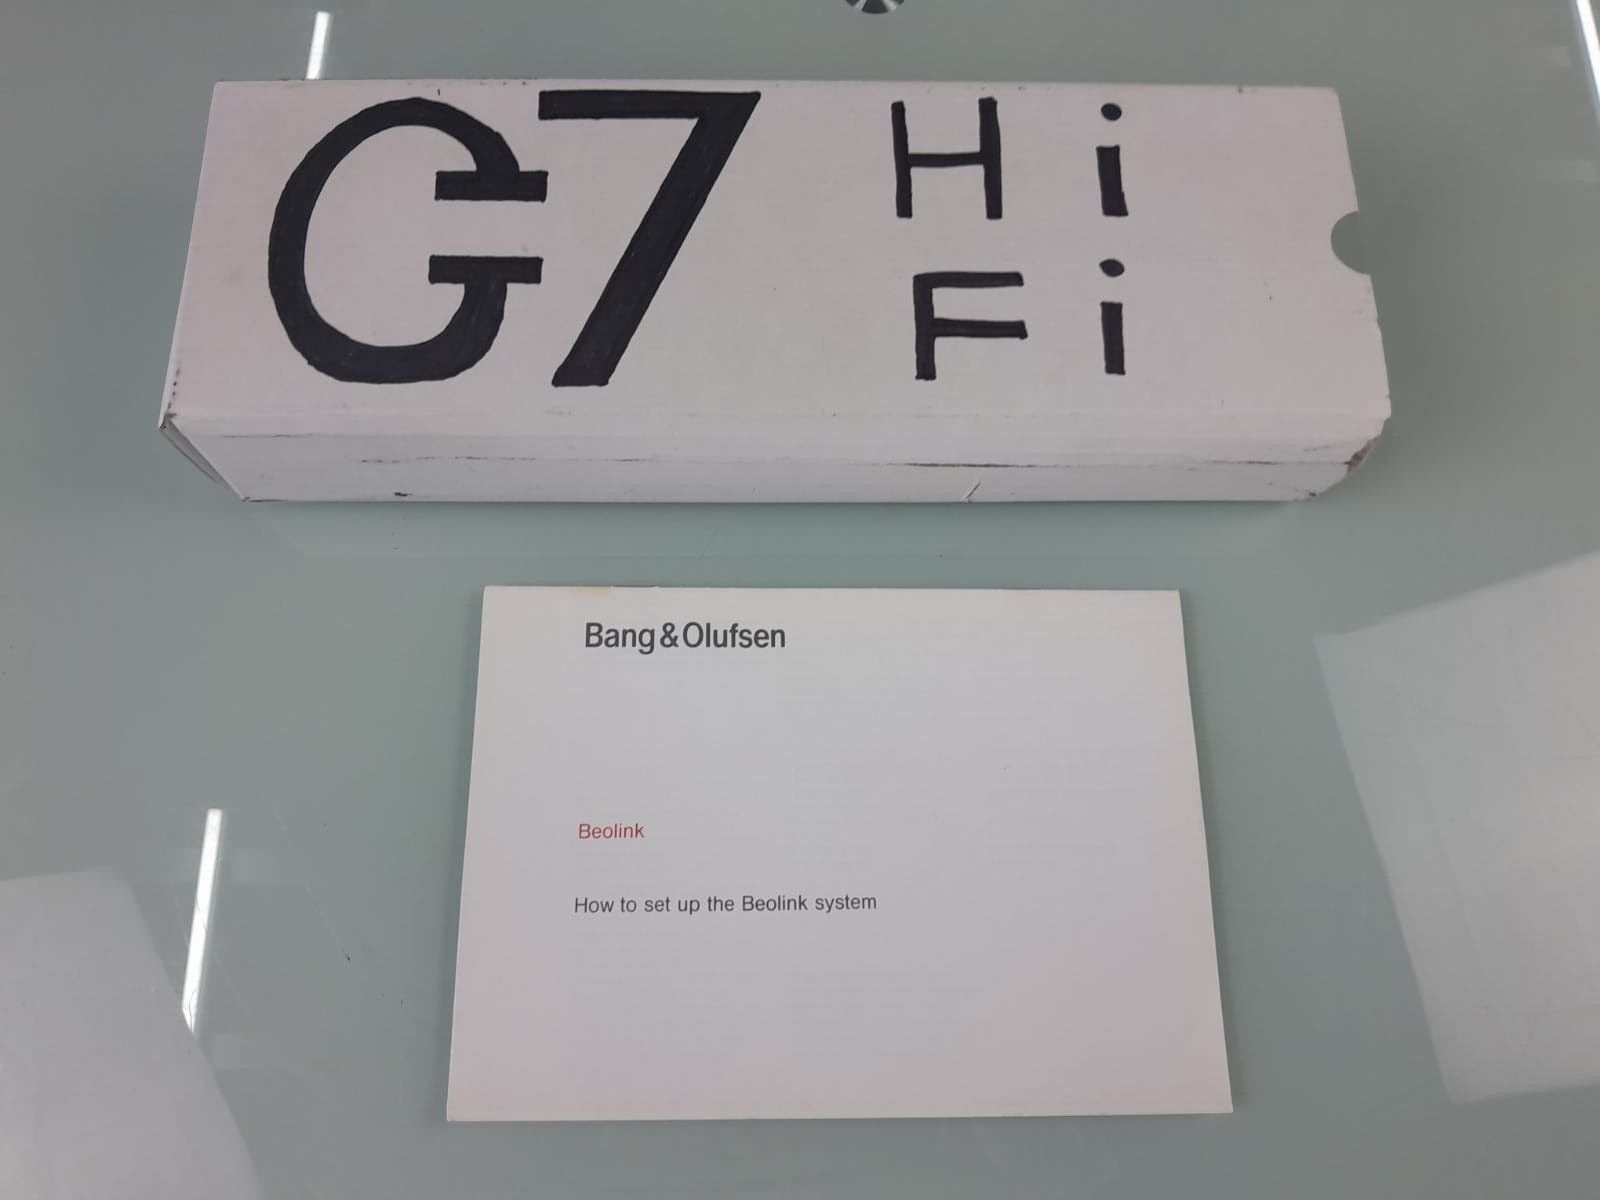 G7 Hi
Fi
Bang & Olufsen
Beolink
How to set up the Beolink system